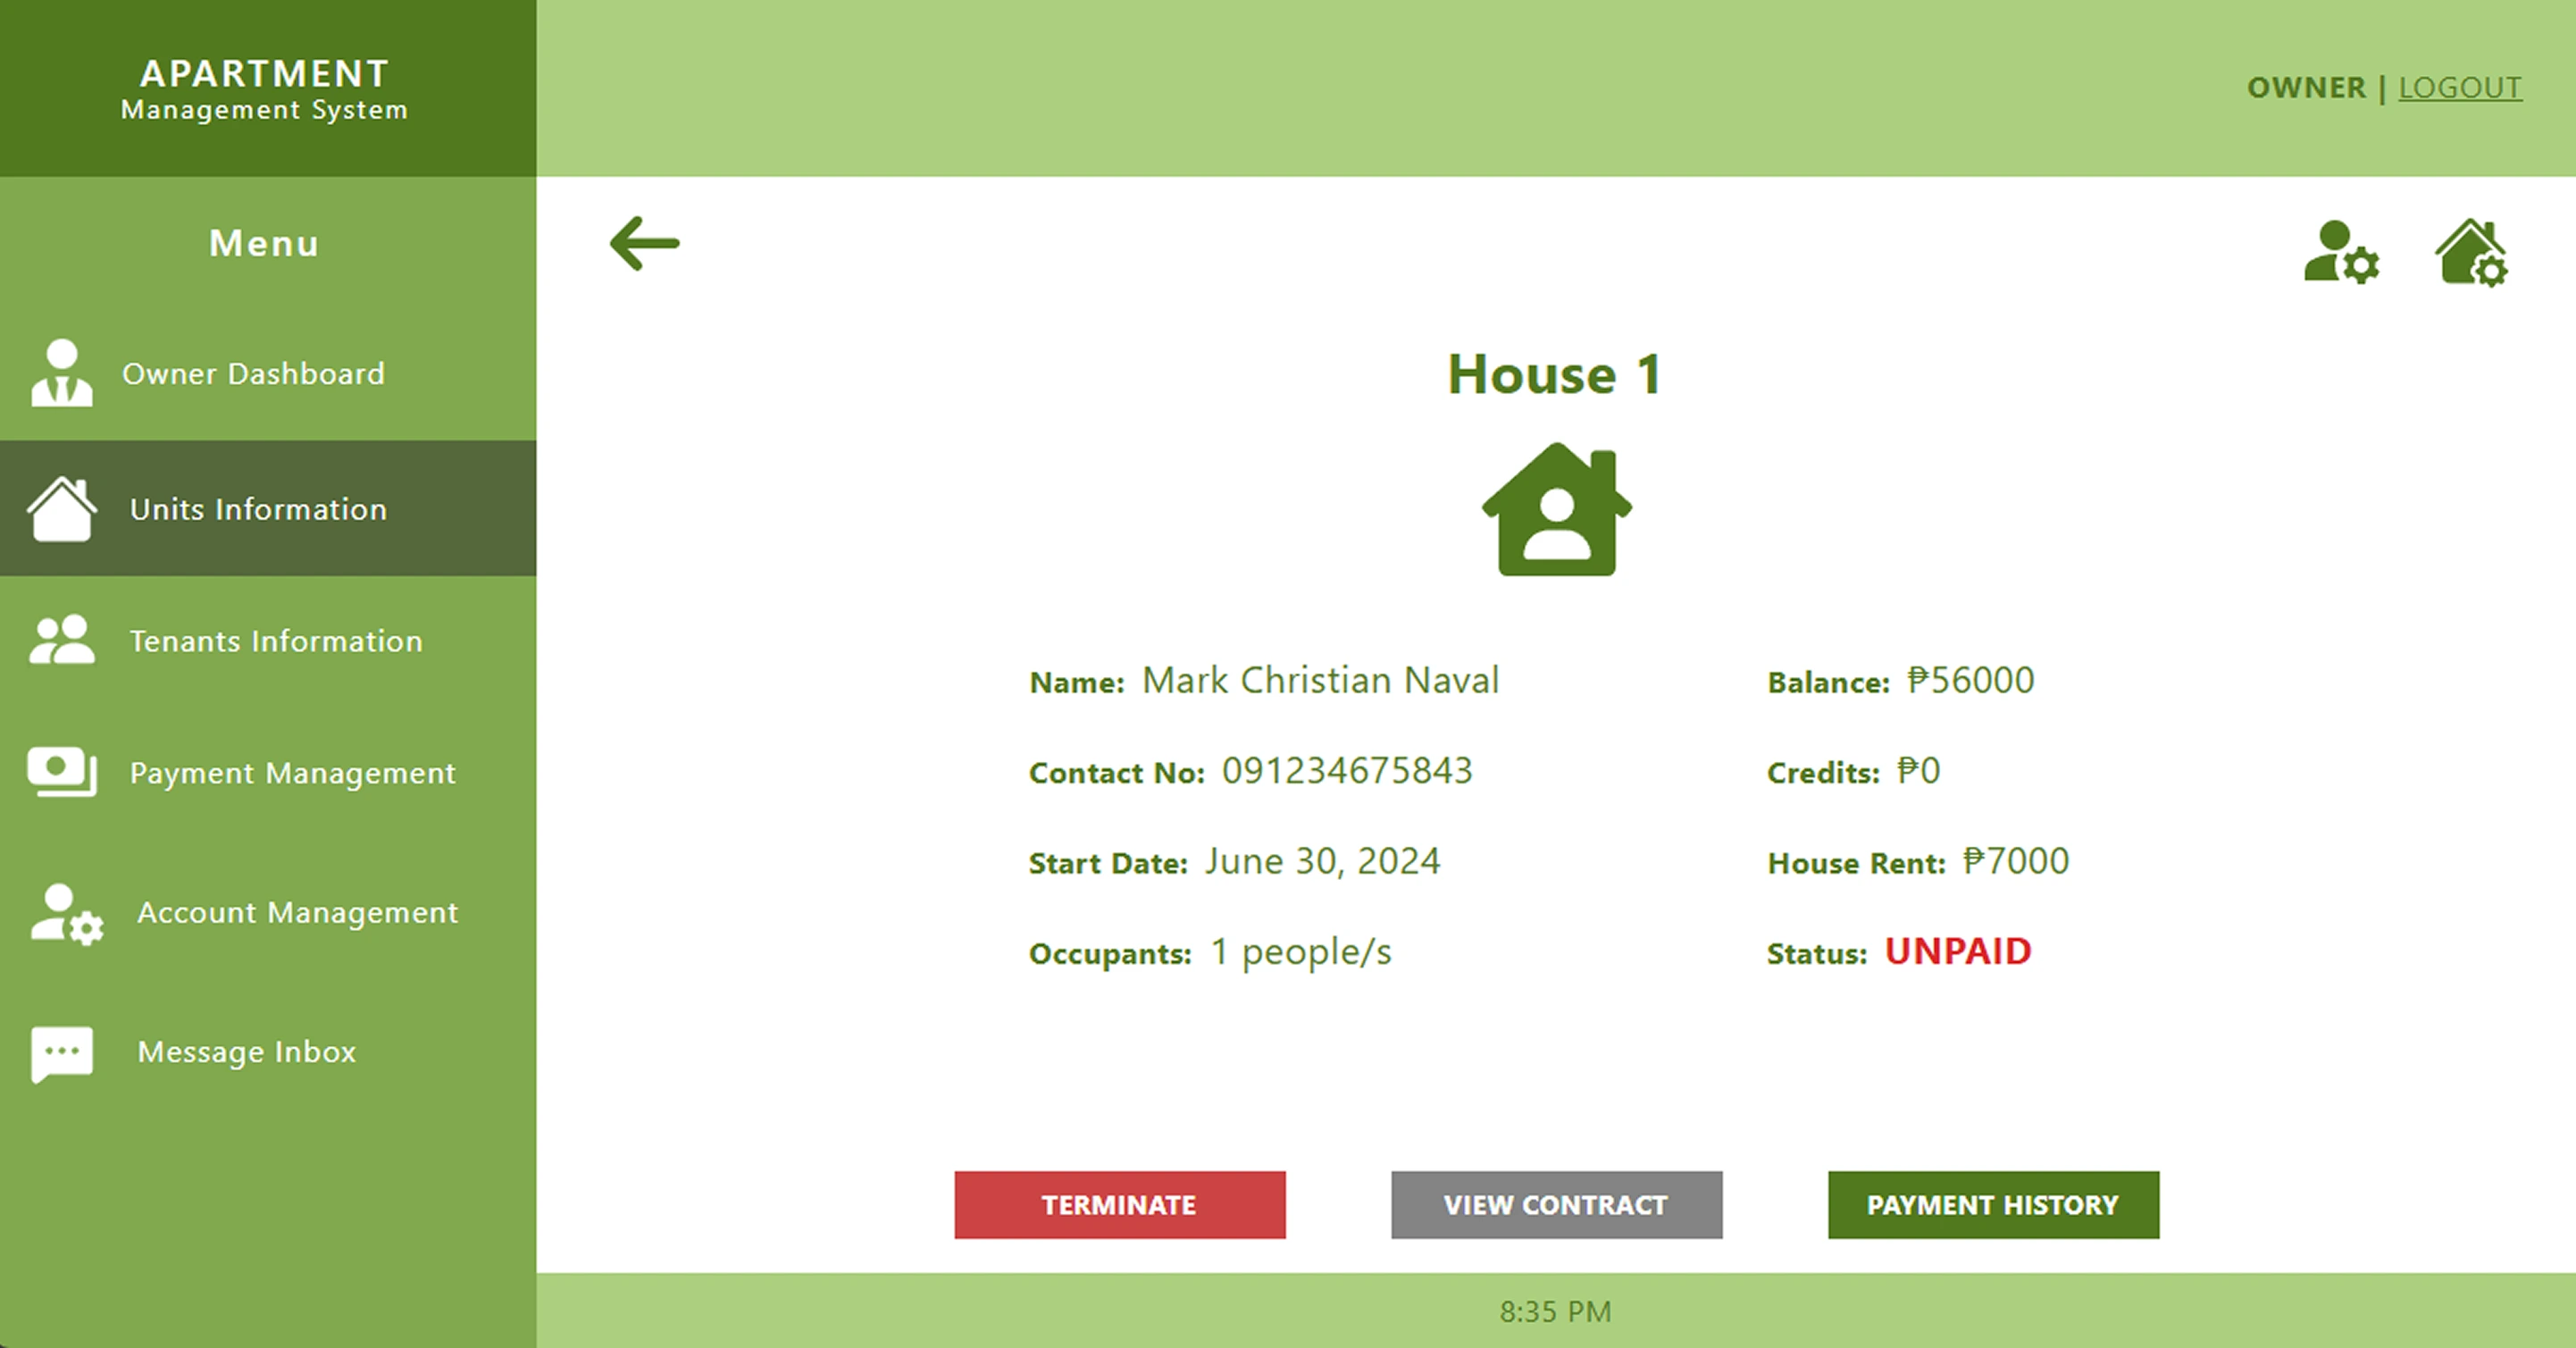 APARTMENT
Management System
OWNER | LOGOUT
Menu
Owner Dashboard
Units Information
Tenants Information
Payment Management
Account Management
Message Inbox
House 1
Name: Mark Christian Naval
Balance: ₱56000
Contact No: 091234675843
Credits: ₱0
Start Date: June 30, 2024
House Rent: ₱7000
Occupants: 1 people/s
Status: UNPAID
TERMINATE
VIEW CONTRACT
PAYMENT HISTORY
8:35 PM